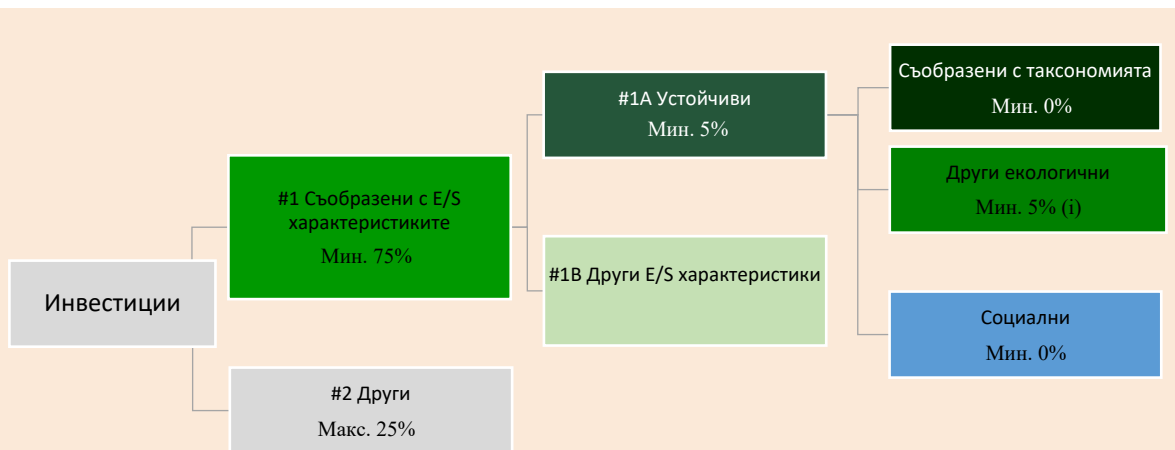 Инвестиции
#1 Съобразени с E/S
характеристиките
Мин. 75%
#2 Други
Макс. 25%
#1A Устойчиви
Мин. 5%
#1B Други E/S характеристики
Съобразени с таксономията
Мин. 0%
Други екологични
Мин. 5% (i)
Социални
Мин. 0%